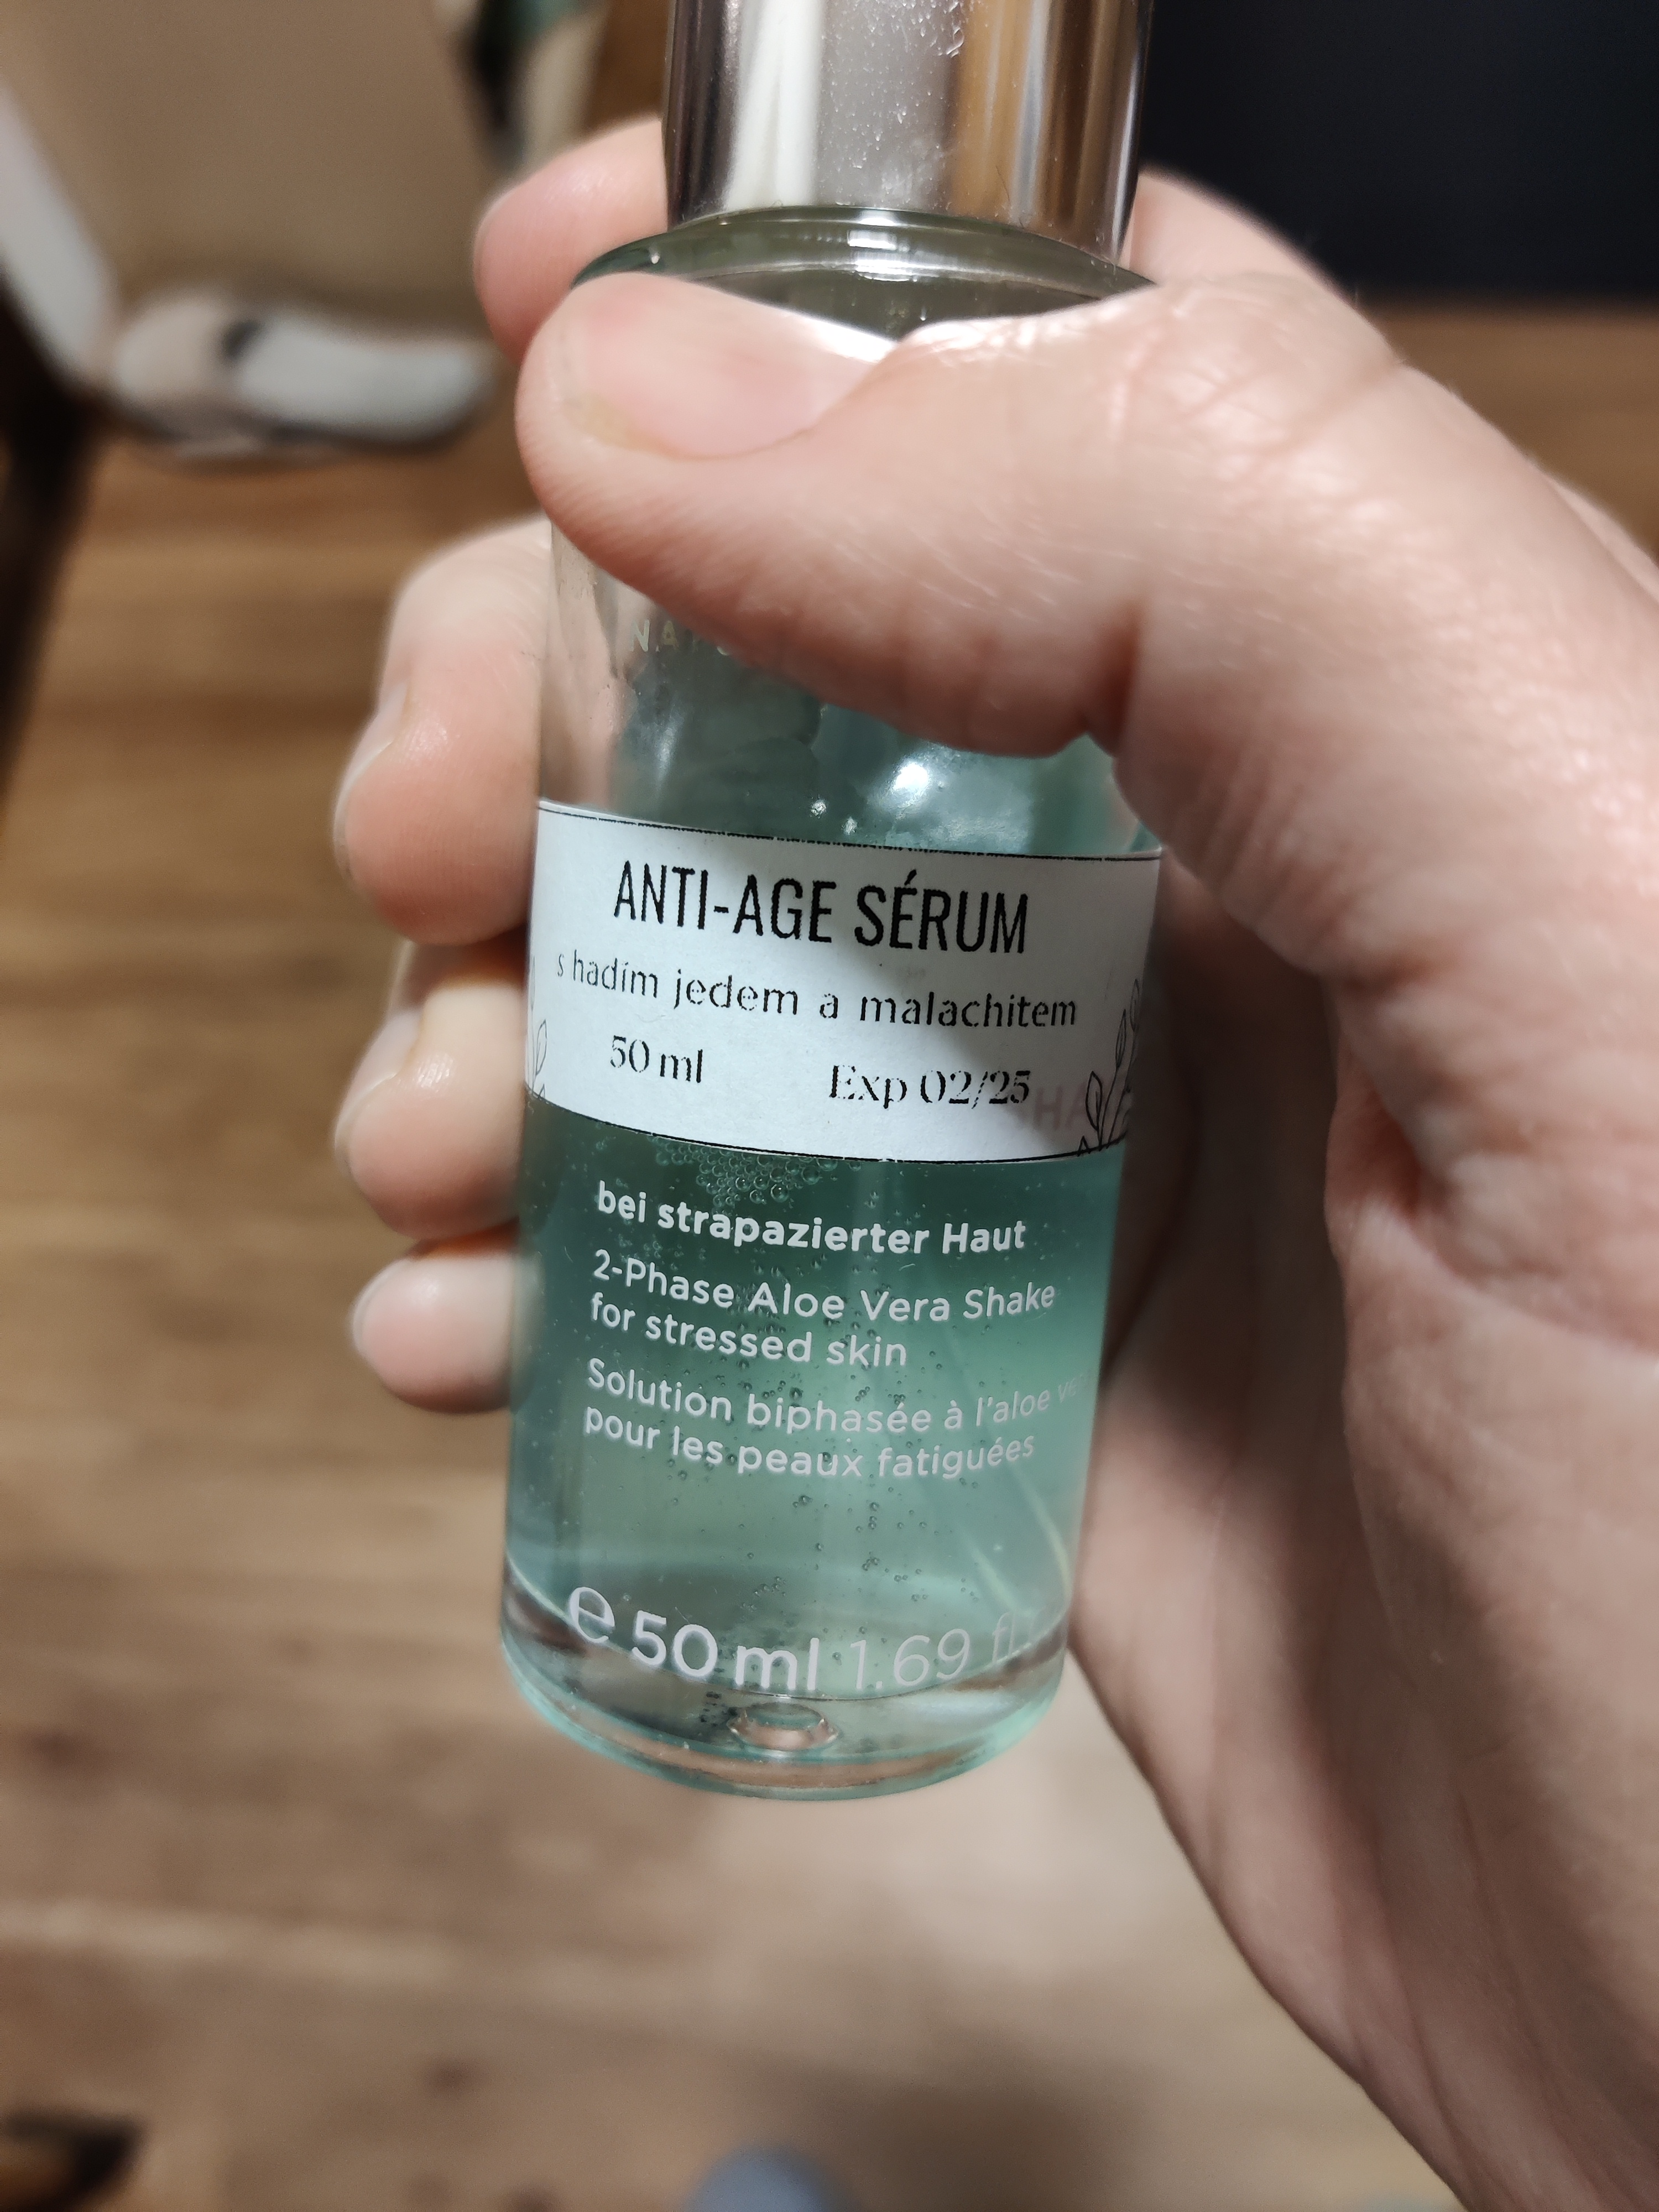 ANTI-AGE SÉRUM
s hadím jedem a malachitem
50 ml Exp 02/25
bei strapazierter Haut
2-Phase Aloe Vera Shake
for stressed skin
Solution biphasée à l'aloe
pour les peaux fatiguées
e 50 ml 1.69 fl.